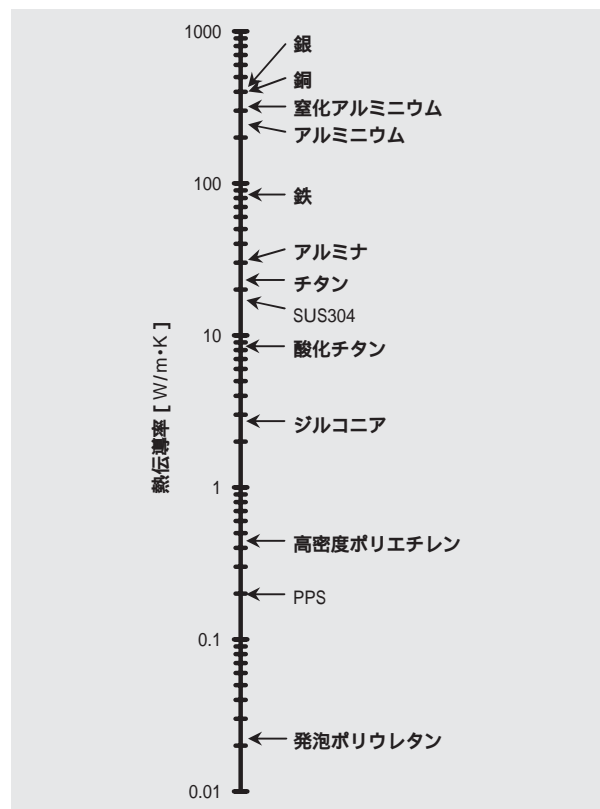 1000
銀
銅
窒化アルミニウム
アルミニウム
100
鉄
アルミナ
チタン
SUS304
10
酸化チタン
ジルコニア
熱伝導率 [ W/m・K ]
1
高密度ポリエチレン
PPS
0.1
発泡ポリウレタン
0.01